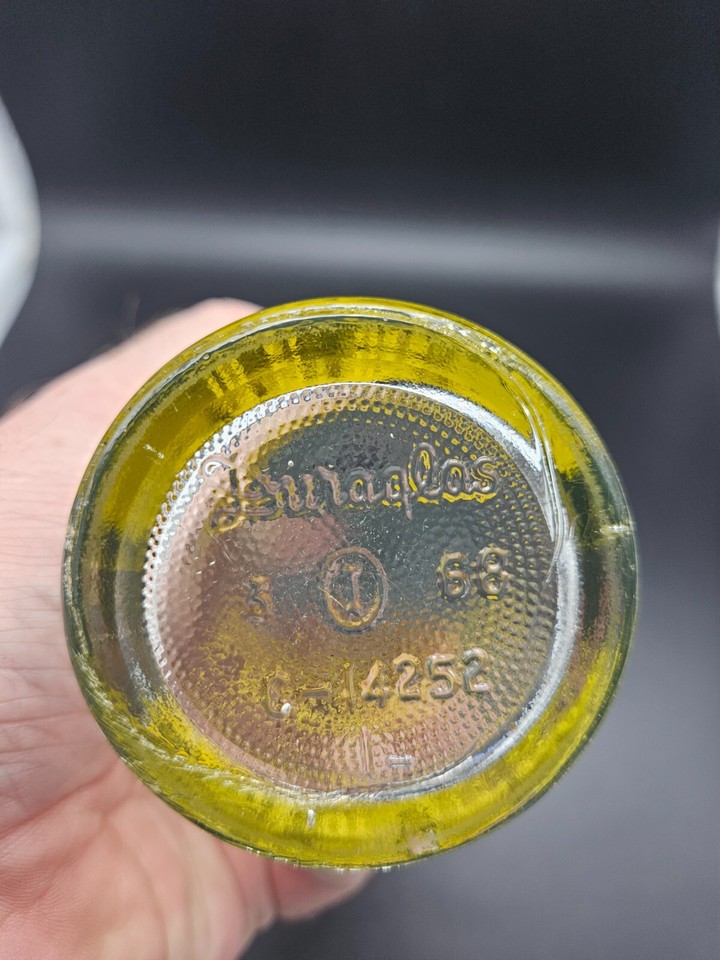 Duraglas
3 I 68
C-14252